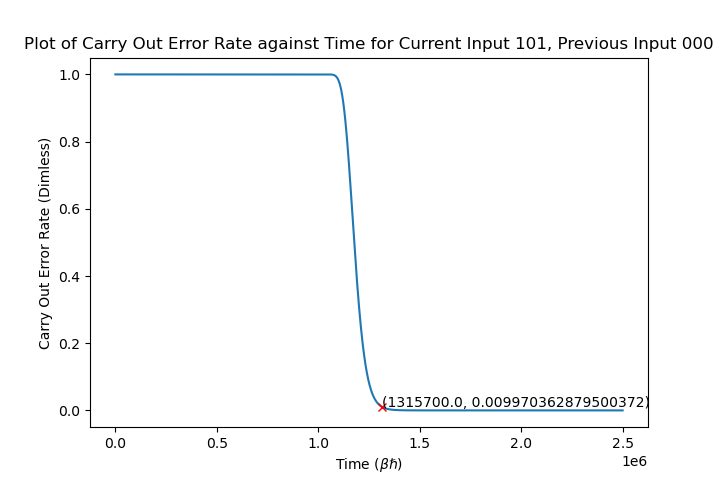 Plot of Carry Out Error Rate against Time for Current Input 101, Previous Input 000
1.0
0.8
0.6
0.4
0.2
0.0
Carry Out Error Rate (Dimless)
(1315700.0, 0.009970362879500372)
0.0 0.5 1.0 1.5 2.0 2.5
1e6
Time (βħ)